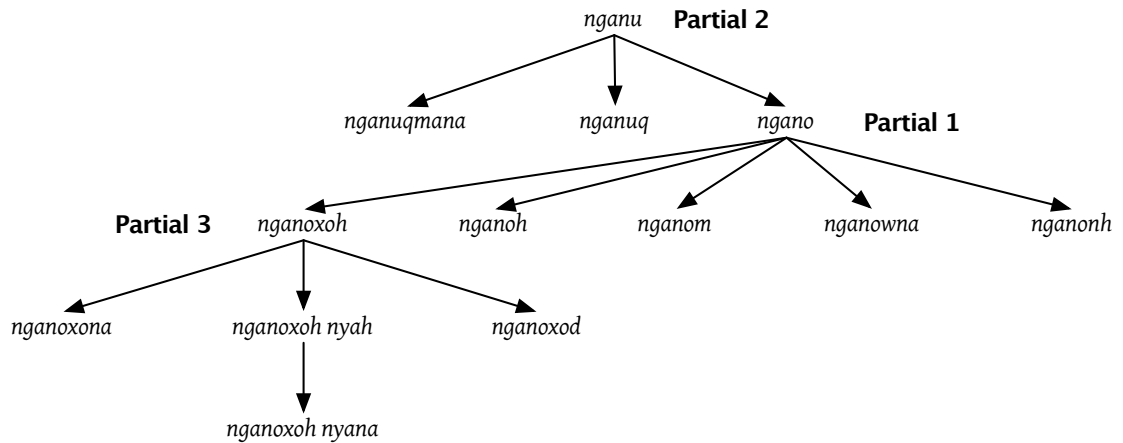 nganu Partial 2
nganuqmana nganuq ngano Partial 1
Partial 3 nganoxoh nganoh nganom nganowna nganonh
nganoxona nganoxoh nyah nganoxod
nganoxoh nyana